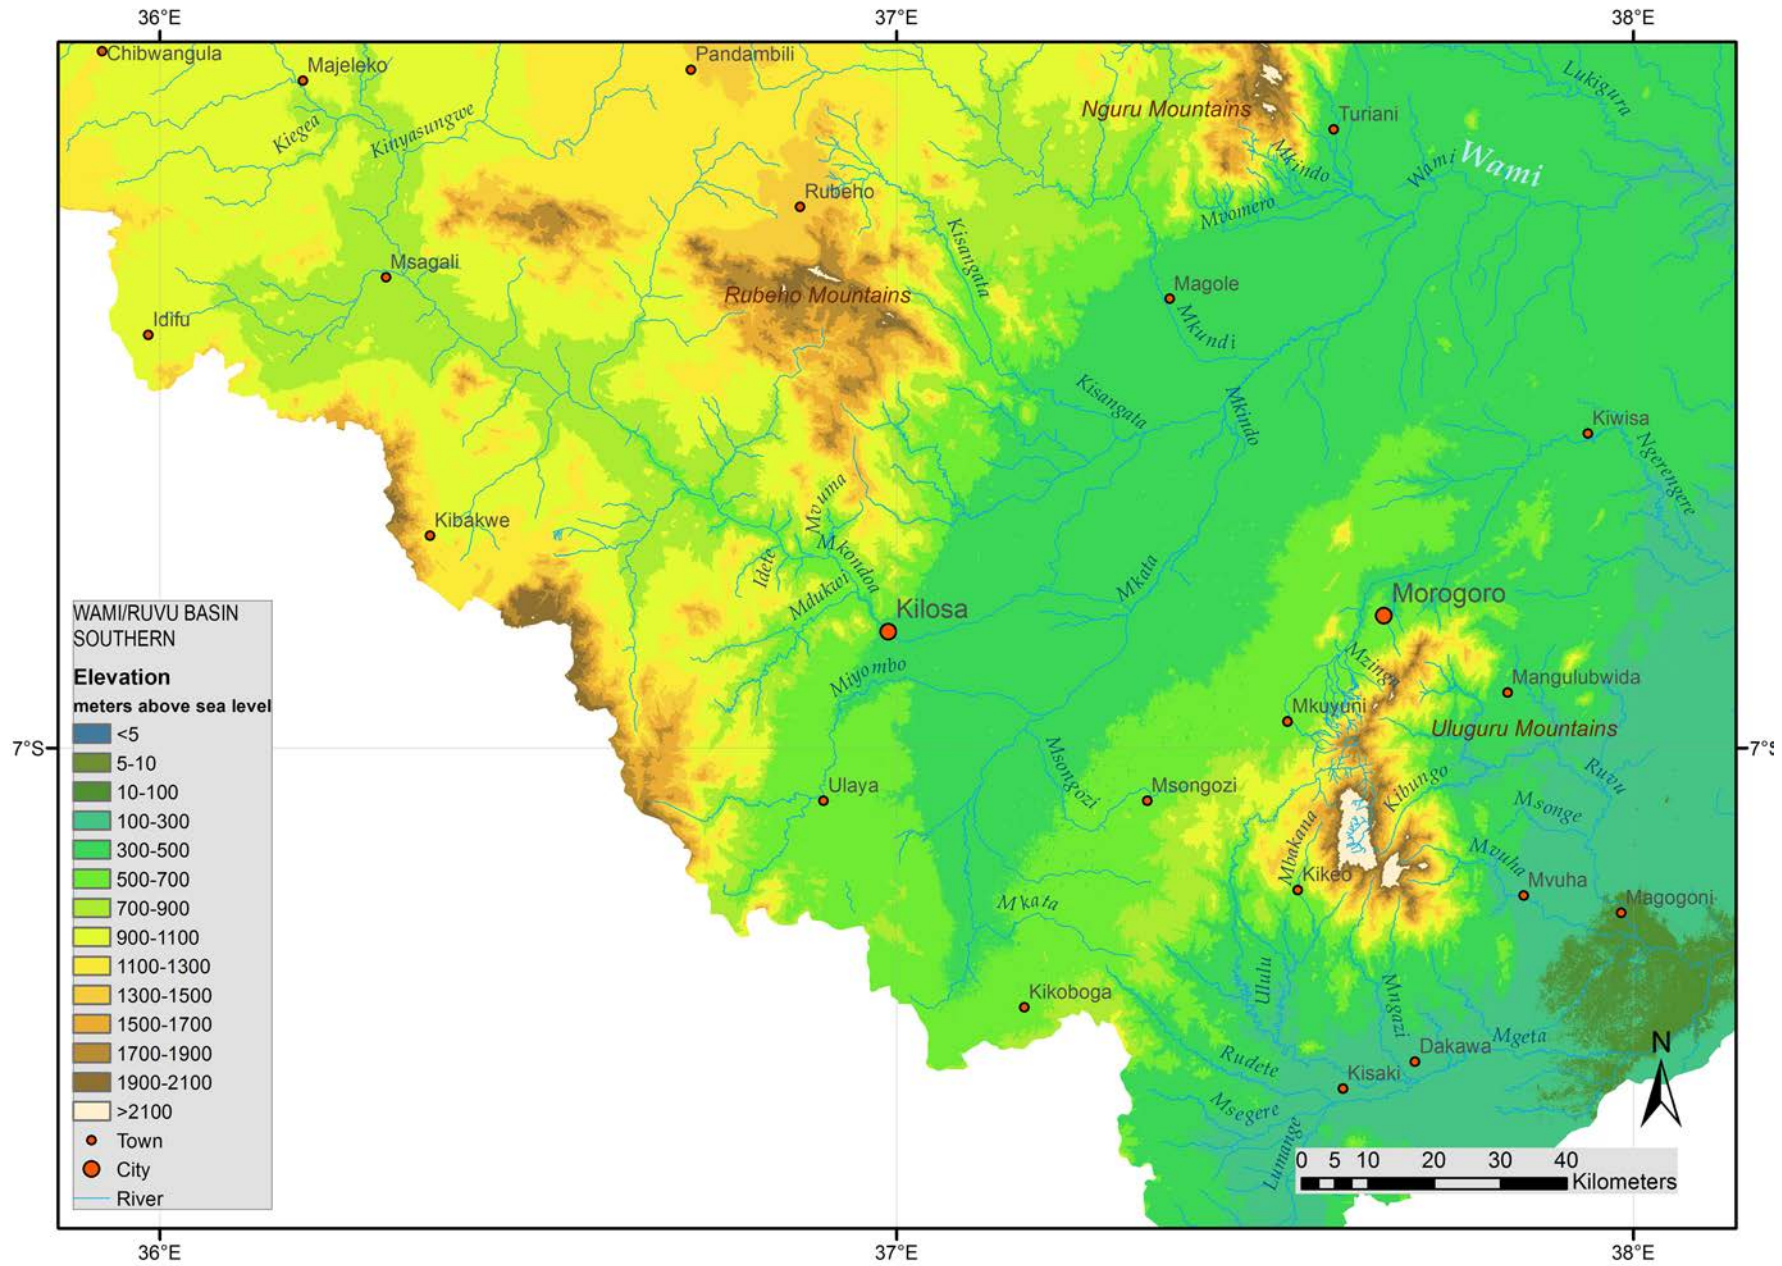 36°E
37°E
38°E
Chibwangula
Majeleko
Pandambili
Kiegea
Kinyasungwe
Nguru Mountains
Turiani
Lukigura
Mkindo
Wami
Wami
Rubeho
Mvomero
Kisangata
Msagali
Rubeho Mountains
Magole
Idifu
Mkundi
Kisangata
Mkindo
Kiwisa
Ngerengere
Kibakwe
Mvuma
Mkondoa
Idete
Mdukwi
Mkata
Kilosa
Morogoro
Miyombo
Mzinga
Mangulubwida
Mkuyuni
Uluguru Mountains
7°S
7°S
Msongozi
Ulaya
Msongozi
Kibungo
Ruvu
Msonge
Mbakana
Mvuha
Kikeo
Mvuha
Magogoni
Mkata
Ululu
Kikoboga
Mngazi
Mgeta
Dakawa
Rudete
Kisaki
Msegere
Lumange
N
0 5 10 20 30 40
Kilometers
WAMI/RUVU BASIN
SOUTHERN
Elevation
meters above sea level
<5
5-10
10-100
100-300
300-500
500-700
700-900
900-1100
1100-1300
1300-1500
1500-1700
1700-1900
1900-2100
>2100
Town
City
River
36°E
37°E
38°E